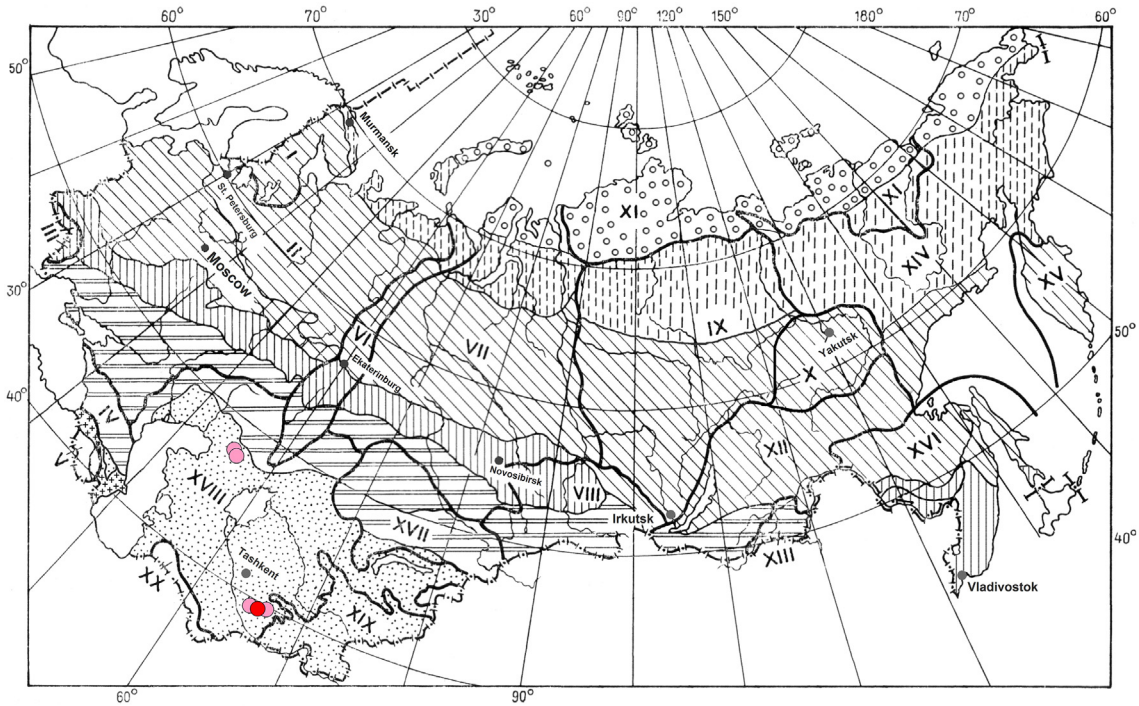 60° 70° 30° 60° 90° 120° 150° 180° 70° 60°
50°
Murmansk
I
St. Petersburg
III
II
XI
XI
Moscow
XIV
XV
30°
IX
VI
VII
Yakutsk
50°
Ekaterinburg
X
40°
IV
XII
XVI
V
Novosibirsk
XVIII
VIII
Irkutsk
XVII
40°
XIII
Tashkent
XX
Vladivostok
XIX
60° 90°